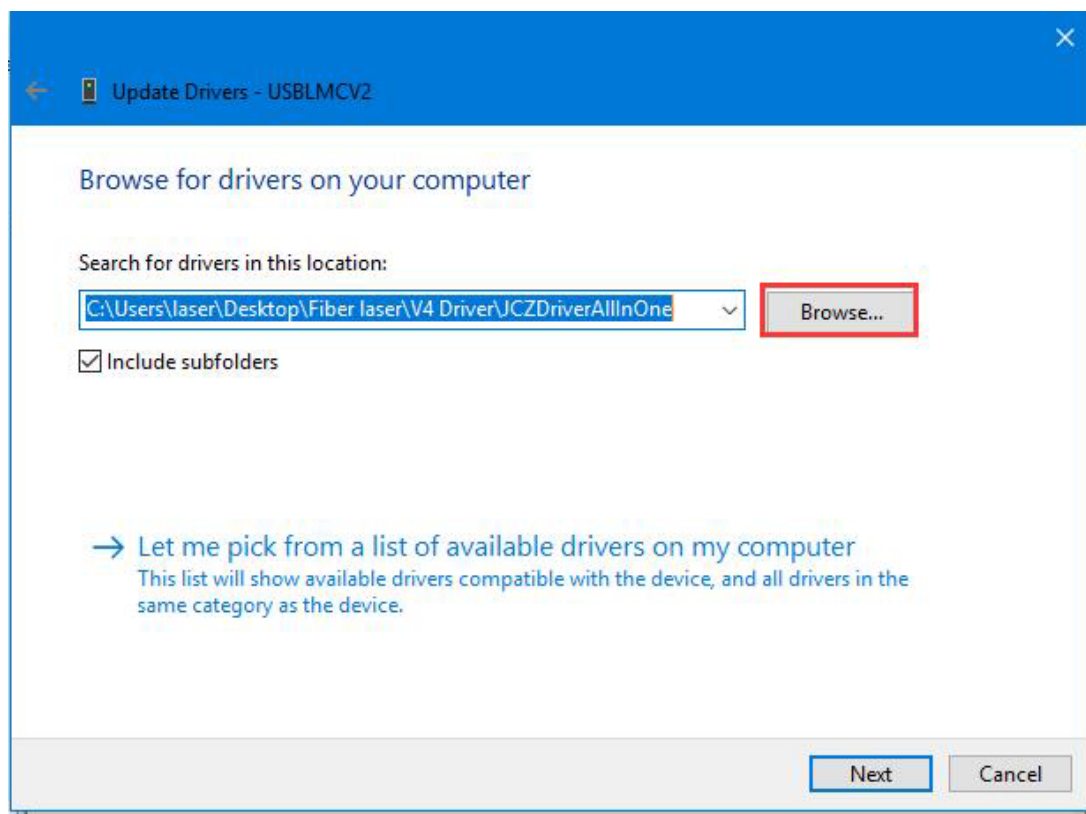 Update Drivers - USBLMCV2
Browse for drivers on your computer
Search for drivers in this location:
C:\Users\laser\Desktop\Fiber laser\V4 Driver\JCZDriverAllInOne
Browse...
Include subfolders
Let me pick from a list of available drivers on my computer
This list will show available drivers compatible with the device, and all drivers in the
same category as the device.
Next
Cancel